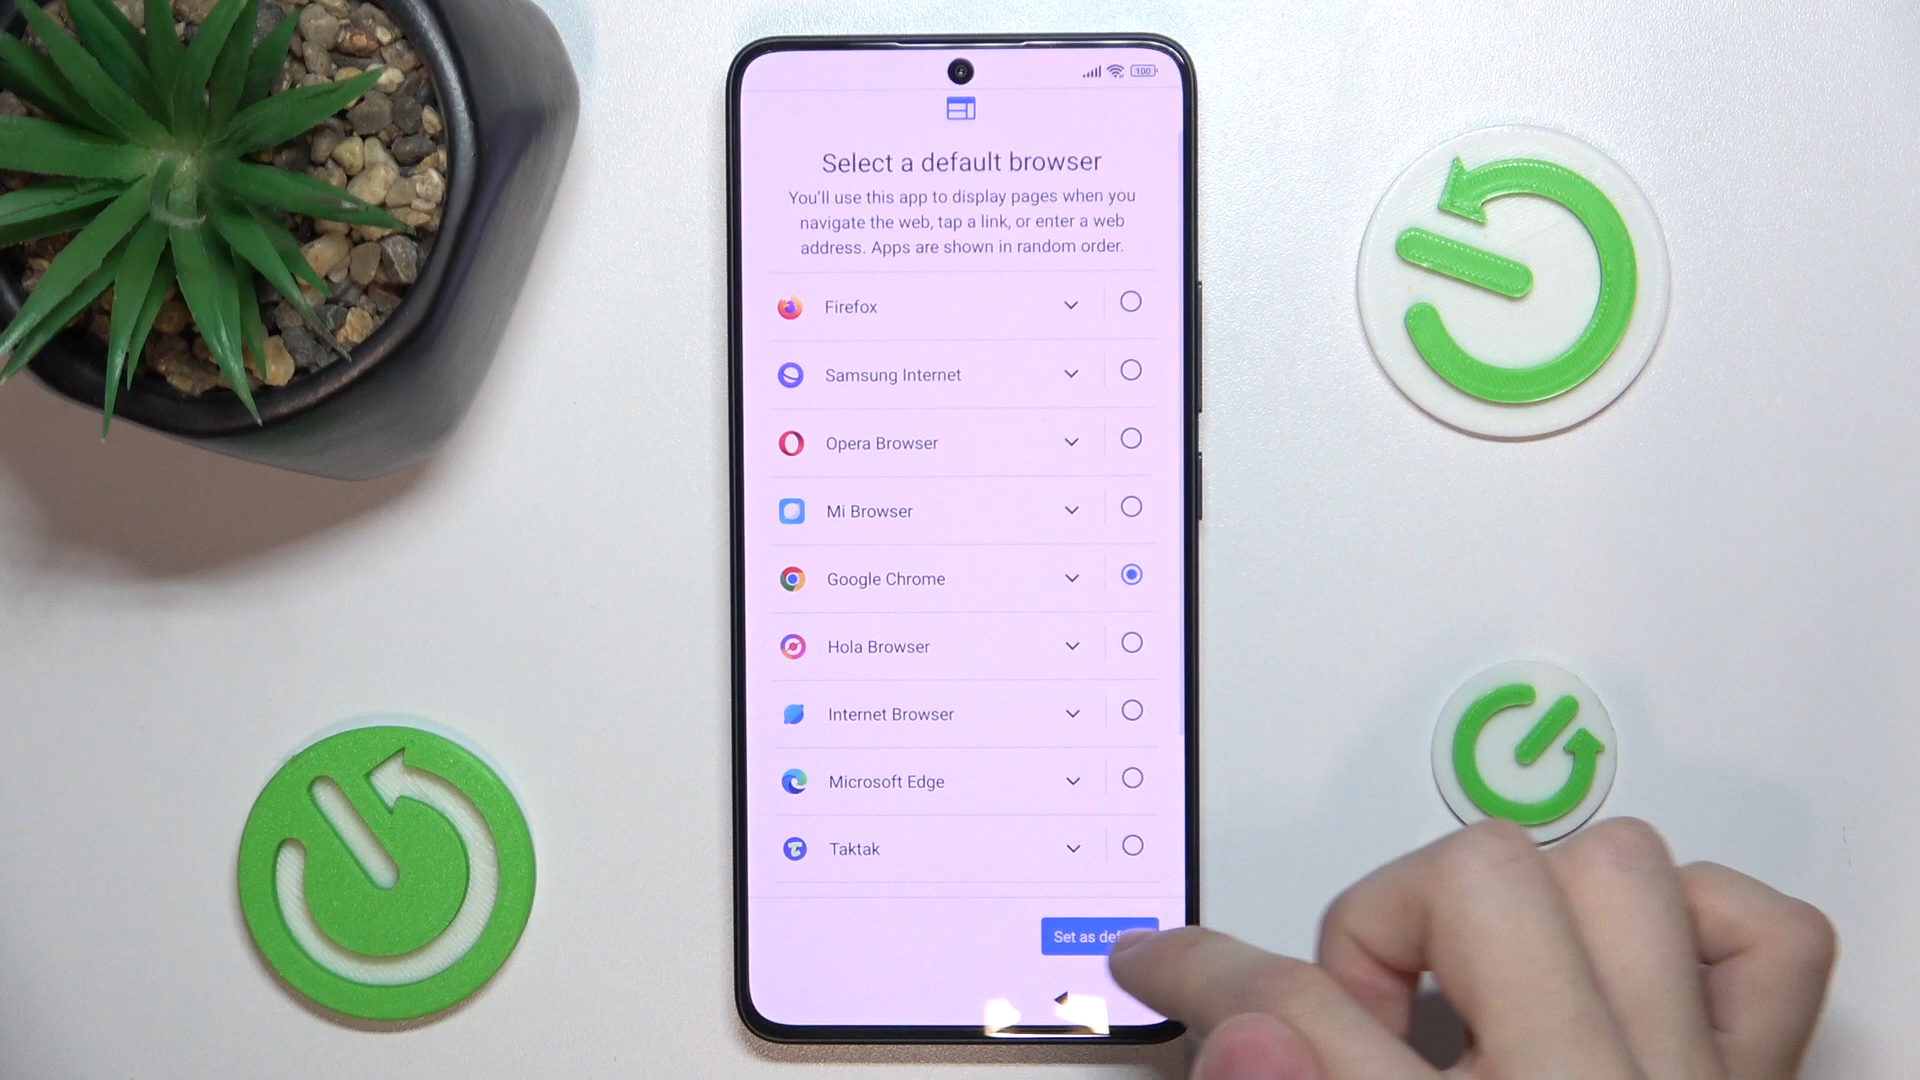 100
Select a default browser
You'll use this app to display pages when you
navigate the web, tap a link, or enter a web
address. Apps are shown in random order.
Firefox
Samsung Internet
Opera Browser
Mi Browser
Google Chrome
Hola Browser
Internet Browser
Microsoft Edge
Taktak
Set as def